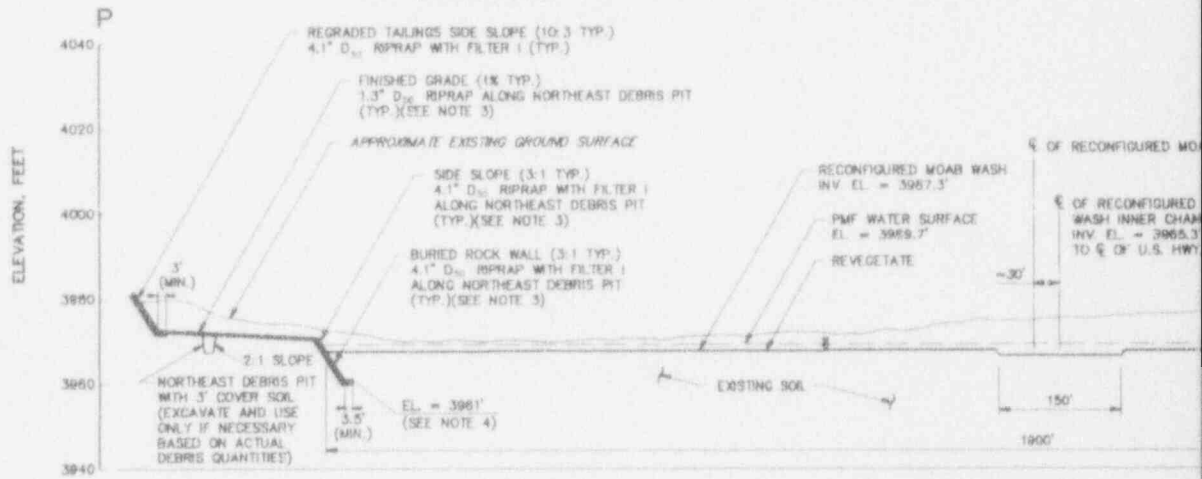 P
ELEVATION, FEET
4040
4020
4000
3980
3960
3940
REGRADED TAILINGS SIDE SLOPE (10:3 TYP.)
4.1" D50 RIPRAP WITH FILTER I (TYP.)
FINISHED GRADE (1% TYP.)
1.3" D50 RIPRAP ALONG NORTHEAST DEBRIS PIT
(TYP.)(SEE NOTE 3)
APPROXIMATE EXISTING GROUND SURFACE
SIDE SLOPE (3:1 TYP.)
4.1" D50 RIPRAP WITH FILTER I
ALONG NORTHEAST DEBRIS PIT
(TYP.)(SEE NOTE 3)
BURIED ROCK WALL (3:1 TYP.)
4.1" D50 RIPRAP WITH FILTER I
ALONG NORTHEAST DEBRIS PIT
(TYP.)(SEE NOTE 3)
3'
(MIN.)
2:1 SLOPE
NORTHEAST DEBRIS PIT
WITH 3' COVER SOIL
(EXCAVATE AND USE
ONLY IF NECESSARY
BASED ON ACTUAL
DEBRIS QUANTITIES)
3.5'
(MIN.)
EL. = 3961'
(SEE NOTE 4)
RECONFIGURED MOAB WASH
INV. EL. = 3967.3'
PMF WATER SURFACE
EL. = 3969.7'
REVEGETATE
EXISTING SOIL
℄ OF RECONFIGURED
℄ OF RECONFIGURED
WASH INNER
INV. EL. = 3965.3'
TO ℄ OF U.S. HWY.
~30'
150'
1900'